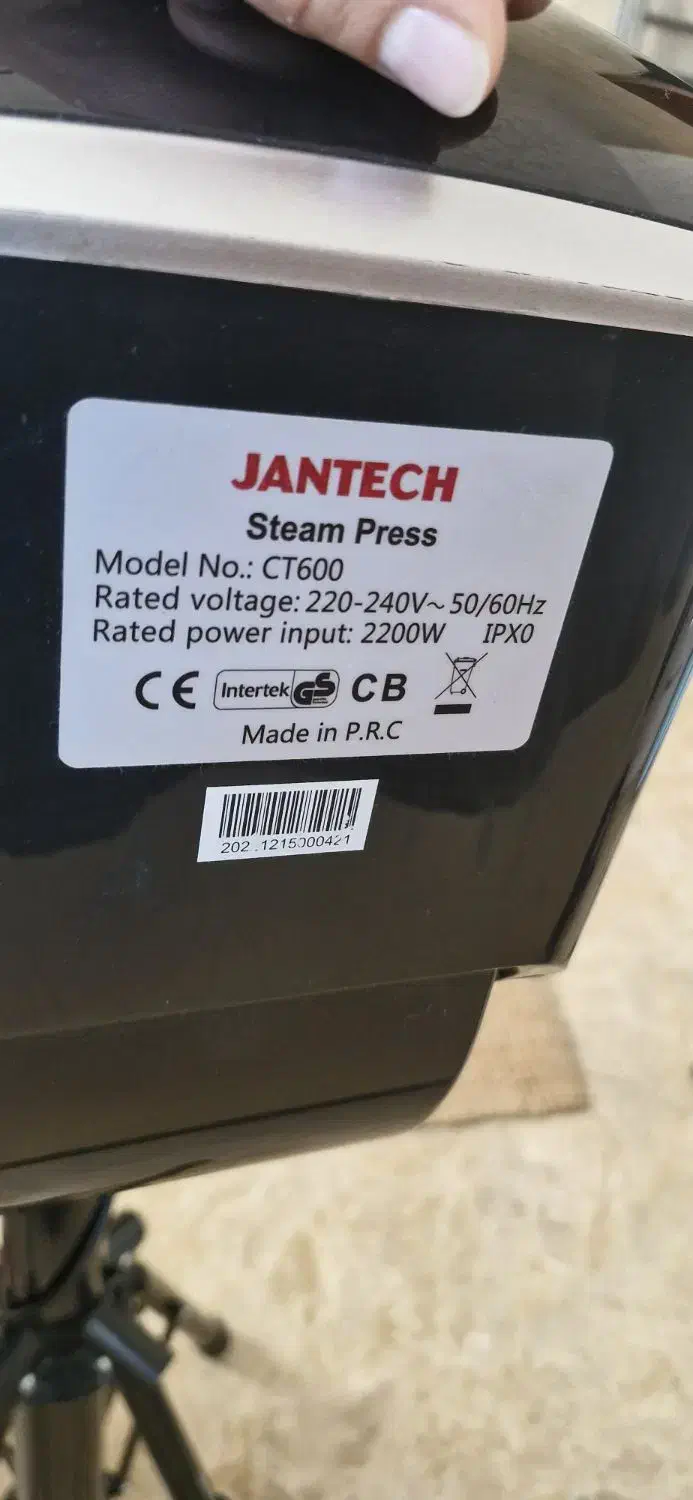 JANTECH
Steam Press
Model No.: CT600
Rated voltage: 220-240V~ 50/60Hz
Rated power input: 2200W IPX0
CE Intertek GS CB
Made in P.R.C